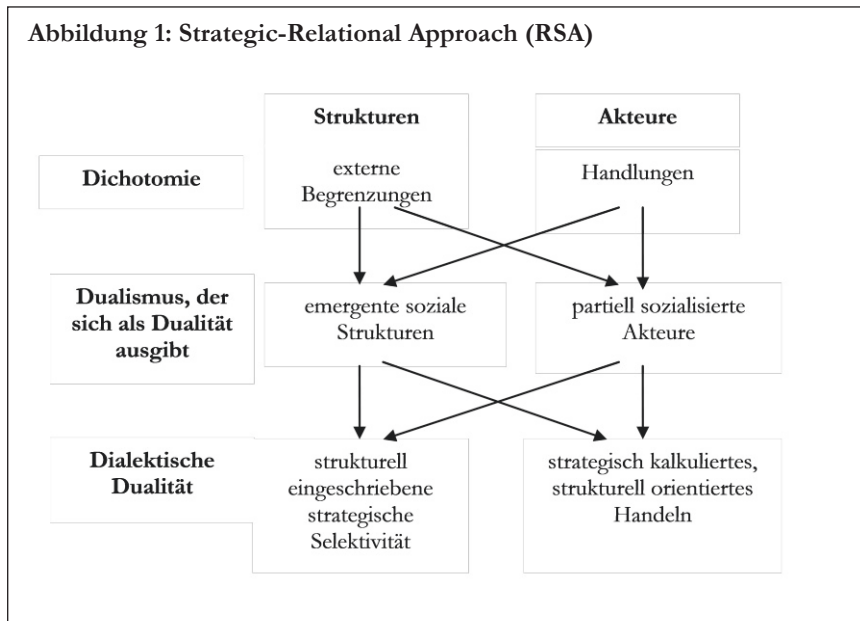 Abbildung 1: Strategic-Relational Approach (RSA)
Strukturen
Akteure
Dichotomie
externe
Begrenzungen
Handlungen
Dualismus, der
sich als Dualität
ausgibt
emergente soziale
Strukturen
partiell sozialisierte
Akteure
Dialektische
Dualität
strukturell
eingeschriebene
strategische
Selektivität
strategisch kalkuliertes,
strukturell orientiertes
Handeln